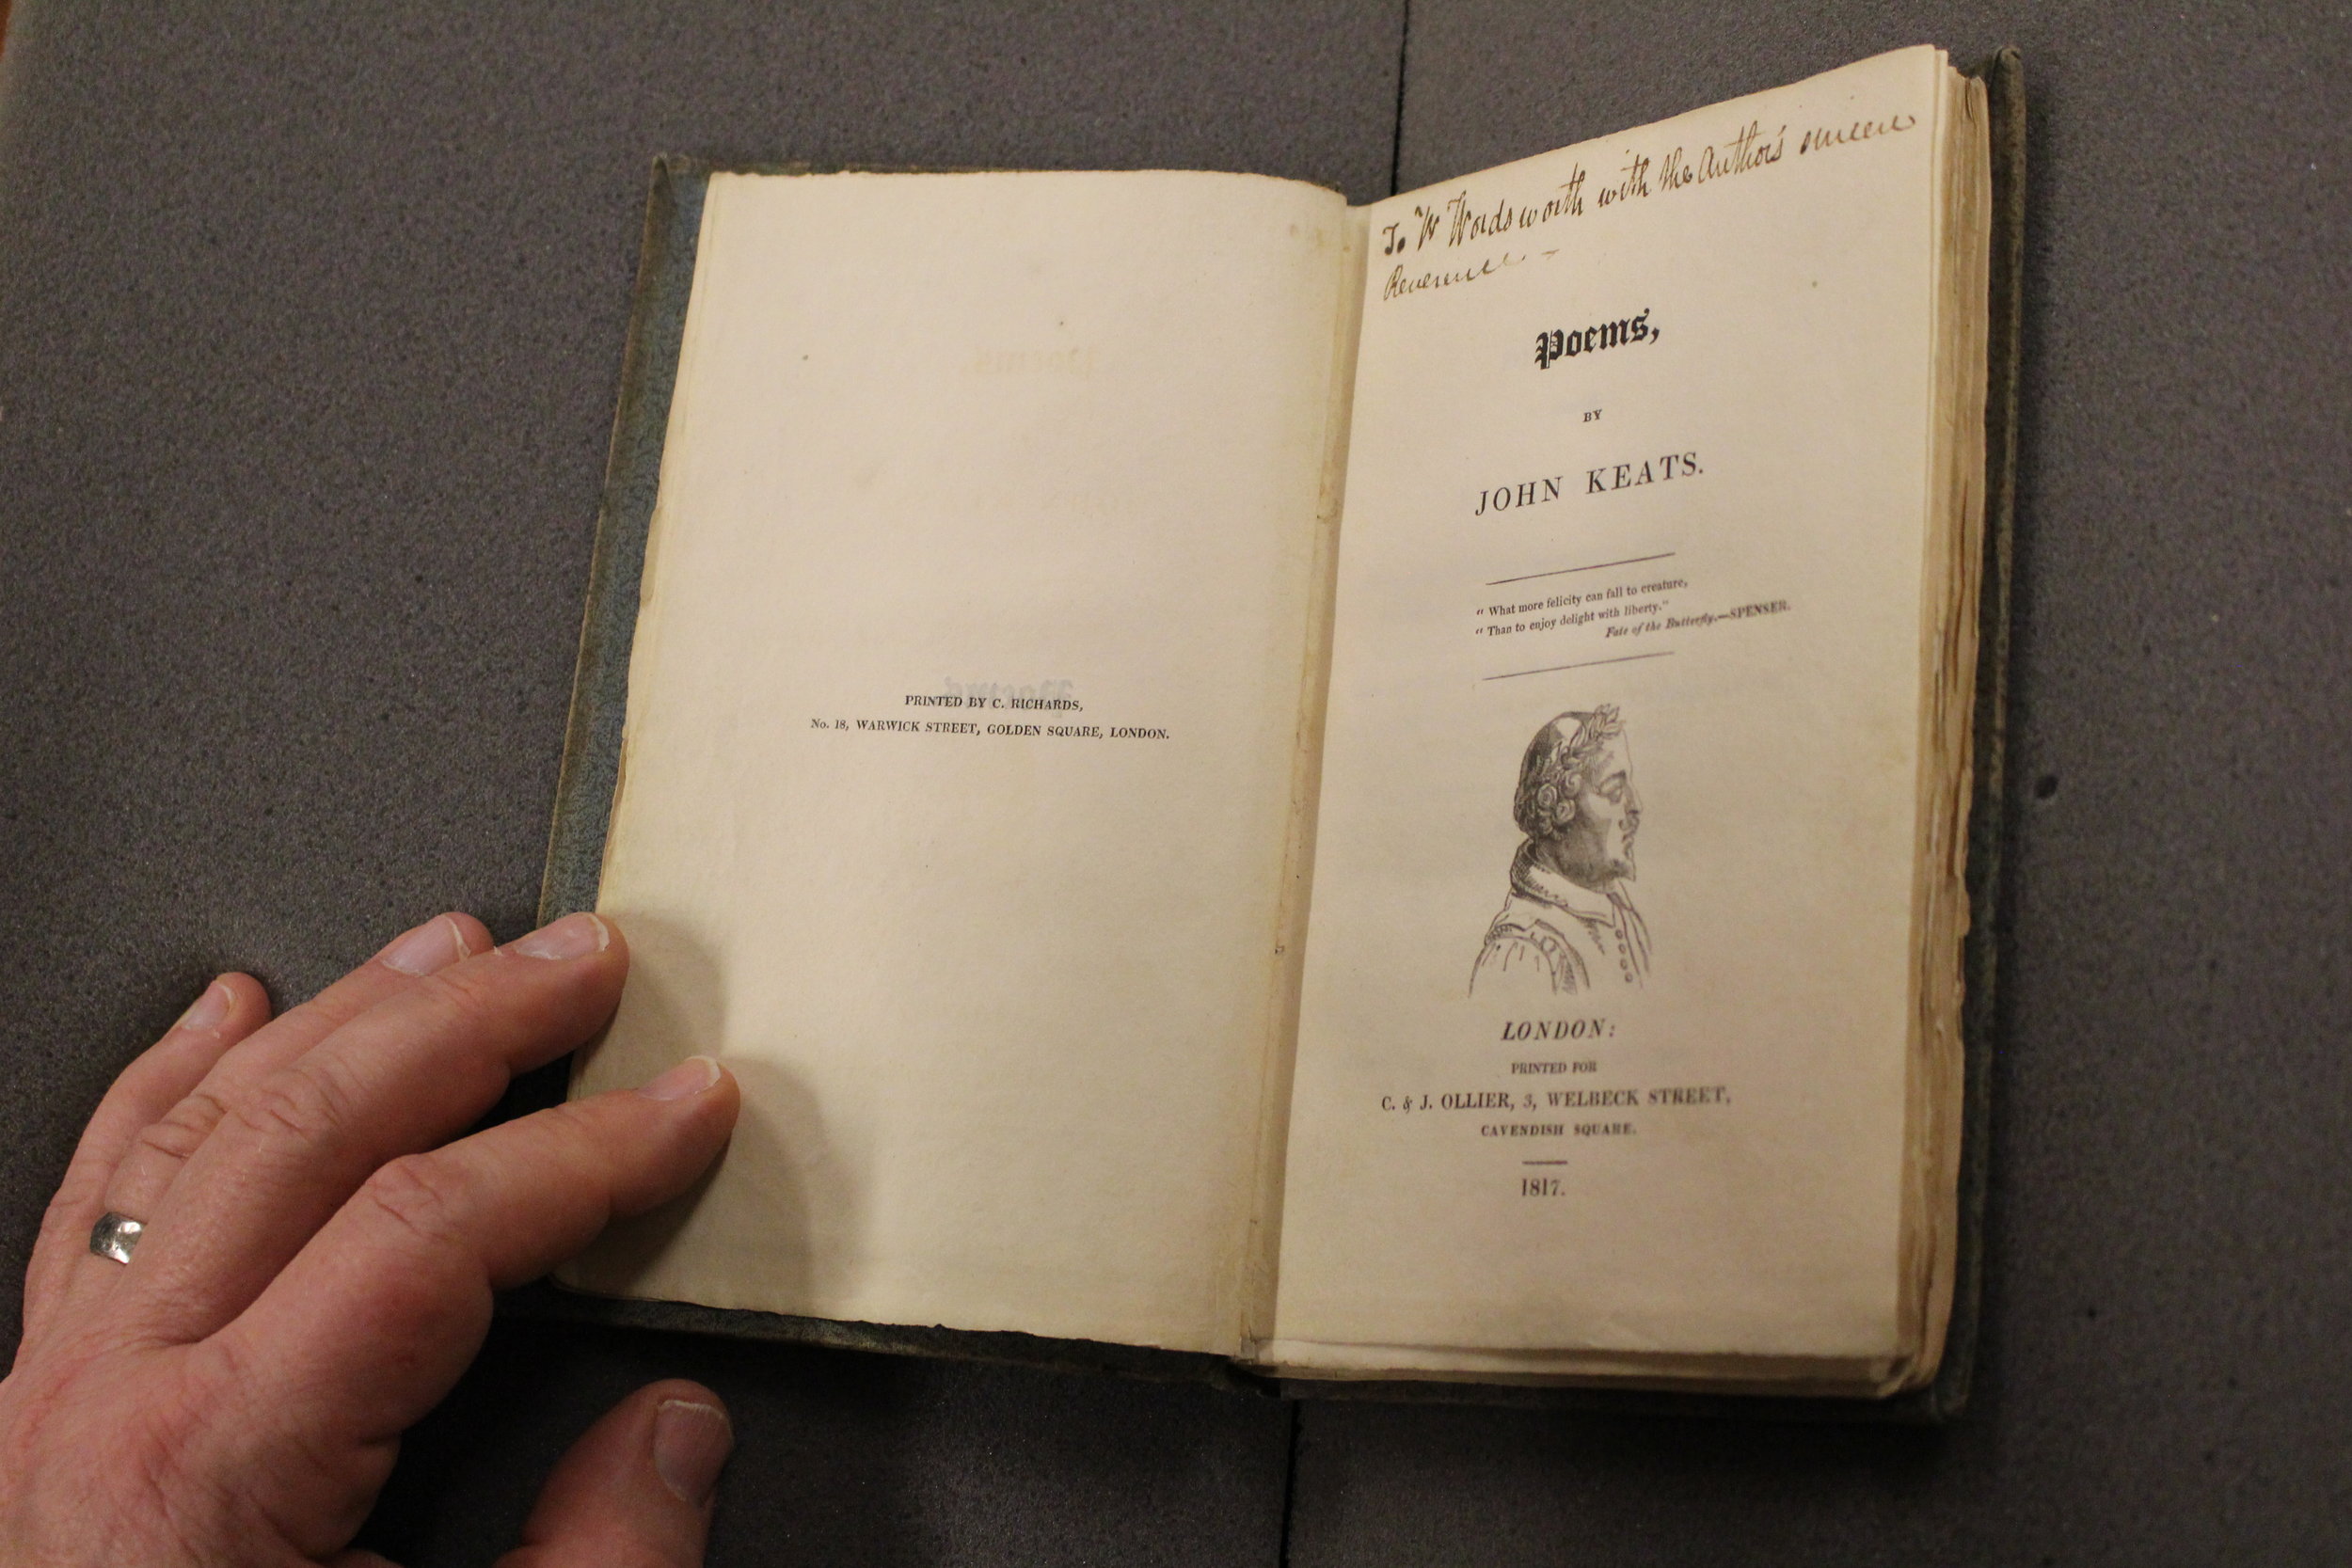 PRINTED BY C. RICHARDS,
No. 18, WARWICK STREET, GOLDEN SQUARE, LONDON.
To W Wordsworth with the Author's sincere
Reverence -
Poems,
BY
JOHN KEATS.
"What more felicity can fall to creature,
"Than to enjoy delight with liberty."
Fate of the Butterfly.—SPENSER.
LONDON:
PRINTED FOR
C. & J. OLLIER, 3, WELBECK STREET,
CAVENDISH SQUARE.
1817.